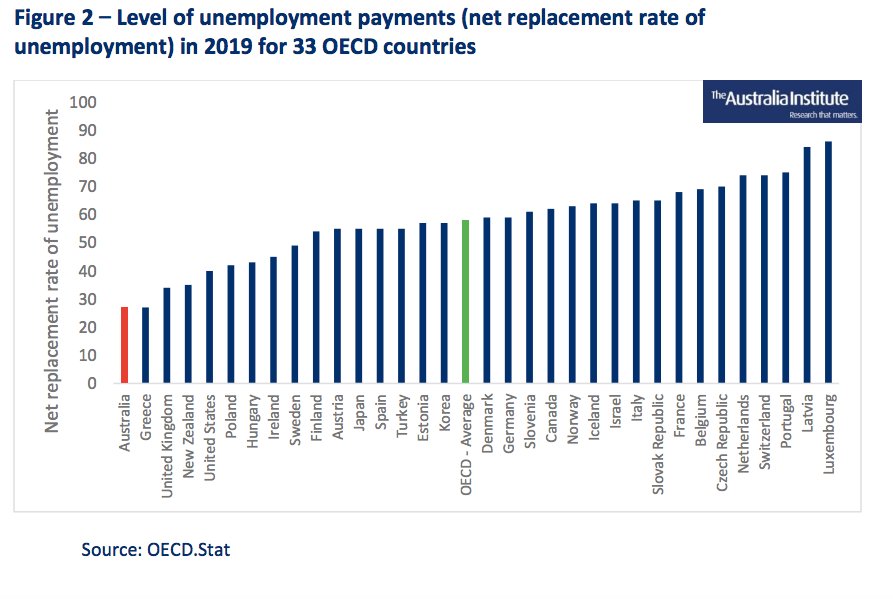 Figure 2 – Level of unemployment payments (net replacement rate of
unemployment) in 2019 for 33 OECD countries
TheAustraliaInstitute
Research that matters.
Net replacement rate of unemployment
100
90
80
70
60
50
40
30
20
10
0
Australia
Greece
United Kingdom
New Zealand
United States
Poland
Hungary
Ireland
Sweden
Finland
Austria
Japan
Spain
Turkey
Estonia
Korea
OECD - Average
Denmark
Germany
Slovenia
Canada
Norway
Iceland
Israel
Italy
Slovak Republic
France
Belgium
Czech Republic
Netherlands
Switzerland
Portugal
Latvia
Luxembourg
Source: OECD.Stat